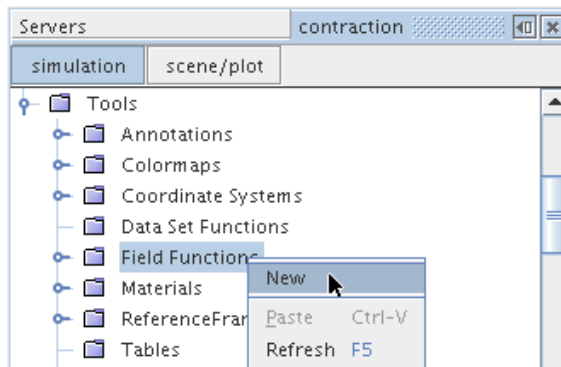 Servers contraction
simulation scene/plot
Tools
Annotations
Colormaps
Coordinate Systems
Data Set Functions
Field Functions
New
Materials
ReferenceFra
Paste Ctrl-V
Tables
Refresh F5